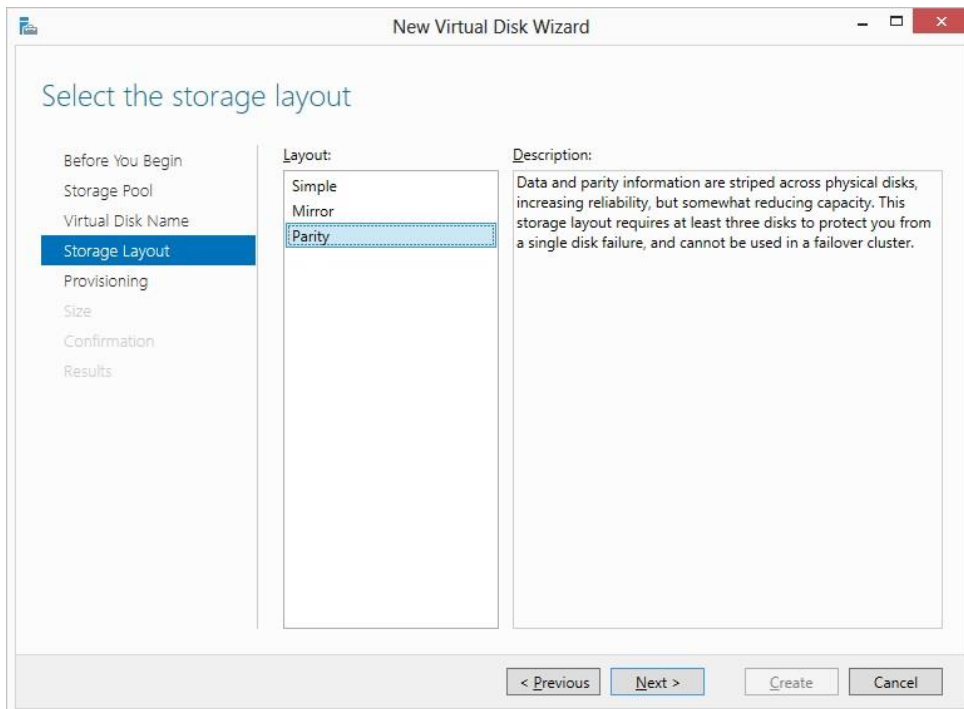 New Virtual Disk Wizard
Select the storage layout
Before You Begin
Storage Pool
Virtual Disk Name
Storage Layout
Provisioning
Size
Confirmation
Results
Layout:
Simple
Mirror
Parity
Description:
Data and parity information are striped across physical disks,
increasing reliability, but somewhat reducing capacity. This
storage layout requires at least three disks to protect you from
a single disk failure, and cannot be used in a failover cluster.
< Previous
Next >
Create
Cancel